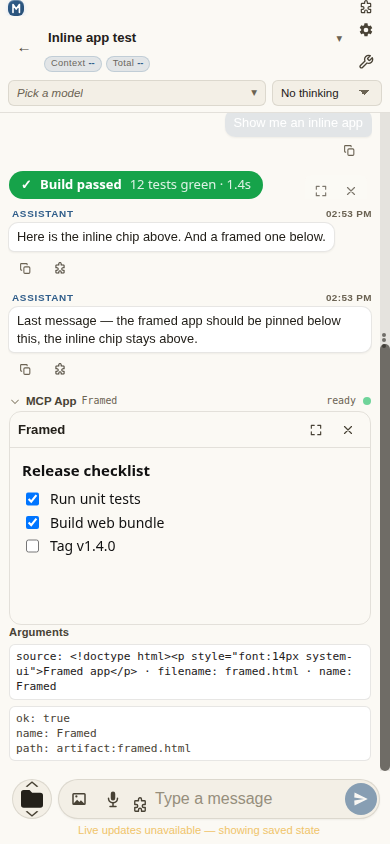 M
Inline app test
Context -- Total --
Pick a model
No thinking
Show me an inline app
✓ Build passed 12 tests green · 1.4s
ASSISTANT 02:53 PM
Here is the inline chip above. And a framed one below.
ASSISTANT 02:53 PM
Last message — the framed app should be pinned below
this, the inline chip stays above.
MCP App Framed ready
Framed
Release checklist
Run unit tests
Build web bundle
Tag v1.4.0
Arguments
source: <!doctype html><p style="font:14px system-
ui">Framed app</p> · filename: framed.html · name:
Framed
ok: true
name: Framed
path: artifact:framed.html
Type a message
Live updates unavailable — showing saved state